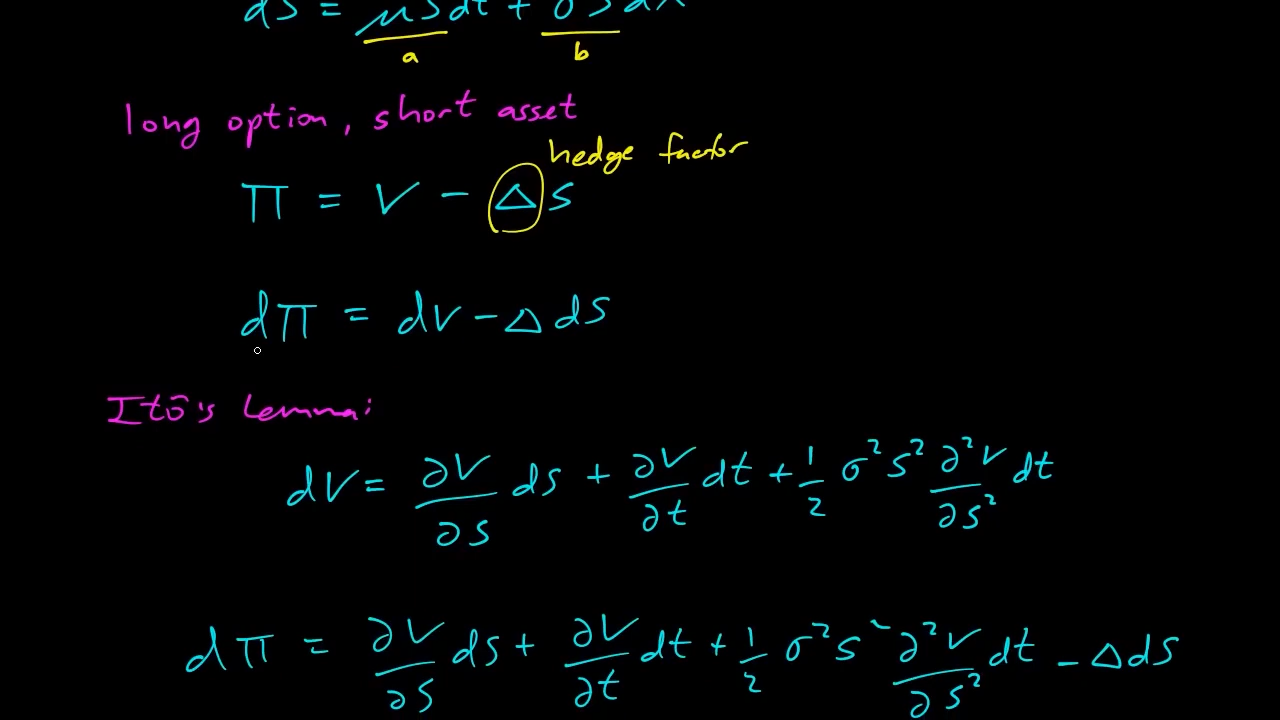 dS = μSdt + σSdX
a b
long option, short asset
hedge factor
Π = V - ΔS
dΠ = dV - ΔdS
Itō's Lemma:
dV = ∂V/∂S dS + ∂V/∂t dt + 1/2 σ²S² ∂²V/∂S² dt
dΠ = ∂V/∂S dS + ∂V/∂t dt + 1/2 σ²S² ∂²V/∂S² dt - ΔdS